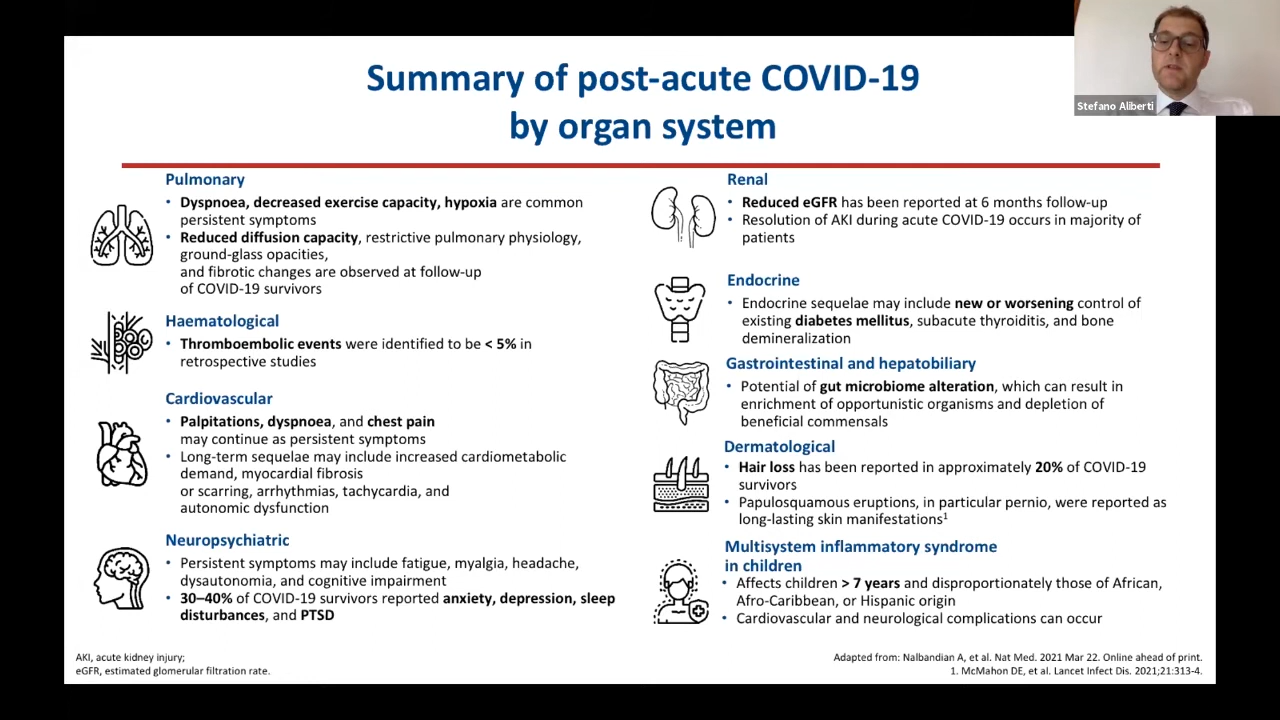 Summary of post-acute COVID-19
by organ system
Stefano Aliberti
Pulmonary
• Dyspnoea, decreased exercise capacity, hypoxia are common
persistent symptoms
• Reduced diffusion capacity, restrictive pulmonary physiology,
ground-glass opacities,
and fibrotic changes are observed at follow-up
of COVID-19 survivors
Haematological
• Thromboembolic events were identified to be < 5% in
retrospective studies
Cardiovascular
• Palpitations, dyspnoea, and chest pain
may continue as persistent symptoms
• Long-term sequelae may include increased cardiometabolic
demand, myocardial fibrosis
or scarring, arrhythmias, tachycardia, and
autonomic dysfunction
Neuropsychiatric
• Persistent symptoms may include fatigue, myalgia, headache,
dysautonomia, and cognitive impairment
• 30–40% of COVID-19 survivors reported anxiety, depression, sleep
disturbances, and PTSD
Renal
• Reduced eGFR has been reported at 6 months follow-up
• Resolution of AKI during acute COVID-19 occurs in majority of
patients
Endocrine
• Endocrine sequelae may include new or worsening control of
existing diabetes mellitus, subacute thyroiditis, and bone
demineralization
Gastrointestinal and hepatobiliary
• Potential of gut microbiome alteration, which can result in
enrichment of opportunistic organisms and depletion of
beneficial commensals
Dermatological
• Hair loss has been reported in approximately 20% of COVID-19
survivors
• Papulosquamous eruptions, in particular pernio, were reported as
long-lasting skin manifestations¹
Multisystem inflammatory syndrome
in children
• Affects children > 7 years and disproportionately those of African,
Afro-Caribbean, or Hispanic origin
• Cardiovascular and neurological complications can occur
AKI, acute kidney injury;
eGFR, estimated glomerular filtration rate.
Adapted from: Nalbandian A, et al. Nat Med. 2021 Mar 22. Online ahead of print.
1. McMahon DE, et al. Lancet Infect Dis. 2021;21:313-4.